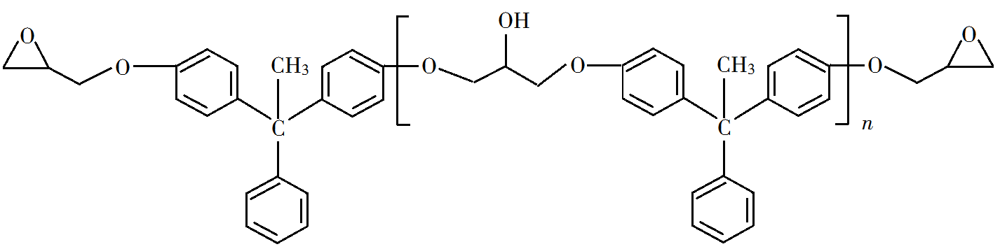 OH
O O
O CH3 O O CH3 O
C C n